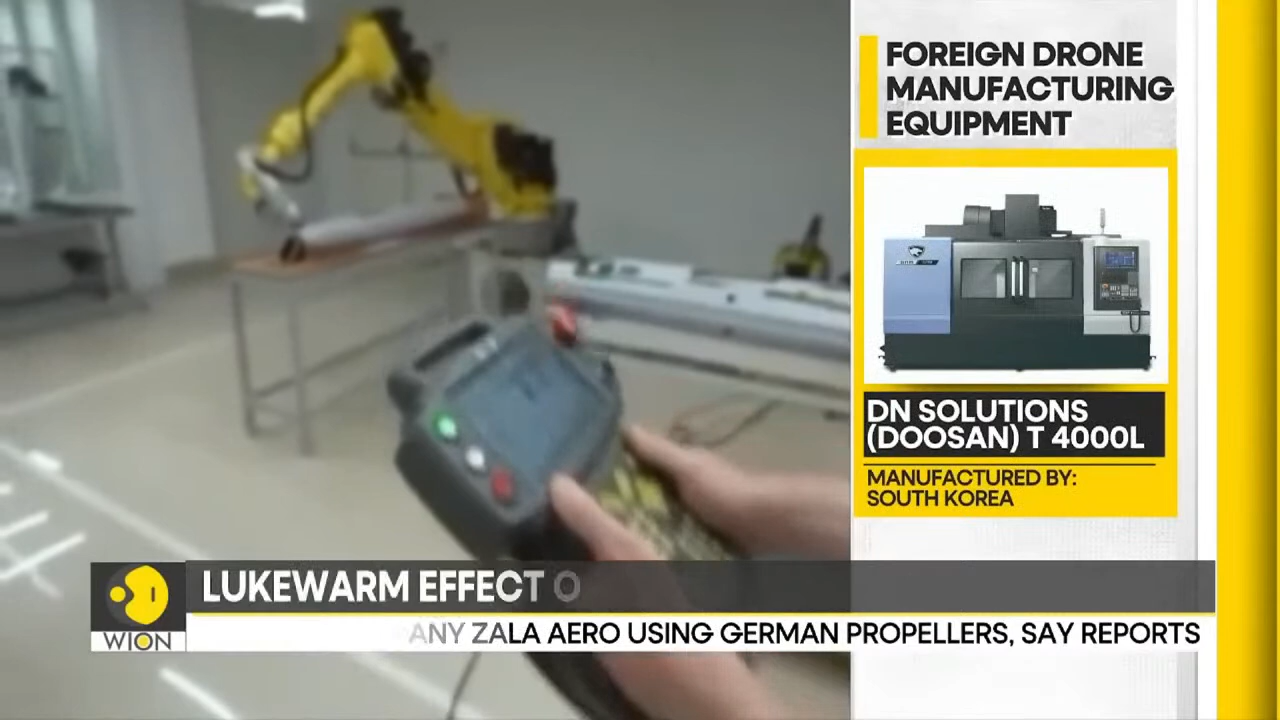 FOREIGN DRONE
MANUFACTURING
EQUIPMENT
DN SOLUTIONS
(DOOSAN) T 4000L
MANUFACTURED BY:
SOUTH KOREA
LUKEWARM EFFECT O
ANY ZALA AERO USING GERMAN PROPELLERS, SAY REPORTS
WION